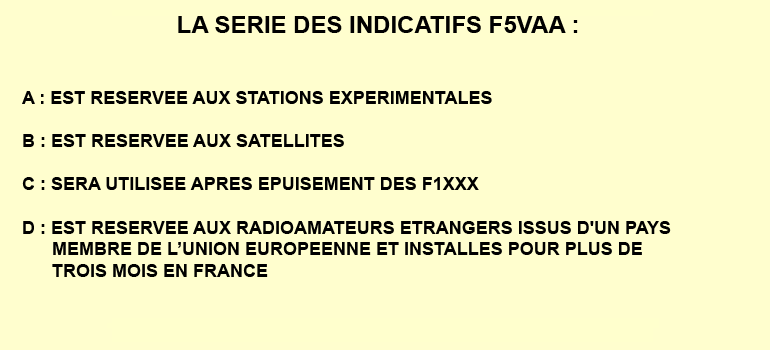 LA SERIE DES INDICATIFS F5VAA :
A : EST RESERVEE AUX STATIONS EXPERIMENTALES
B : EST RESERVEE AUX SATELLITES
C : SERA UTILISEE APRES EPUISEMENT DES F1XXX
D : EST RESERVEE AUX RADIOAMATEURS ETRANGERS ISSUS D'UN PAYS
MEMBRE DE L’UNION EUROPEENNE ET INSTALLES POUR PLUS DE
TROIS MOIS EN FRANCE